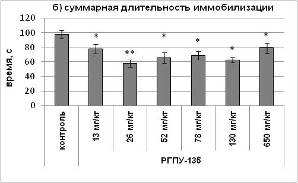 б) суммарная длительность иммобилизации
время, с
120
100
80
60
40
20
0
* ** * * * *
контроль
13 мг/кг
26 мг/кг
52 мг/кг
78 мг/кг
130 мг/кг
650 мг/кг
РГПУ-135